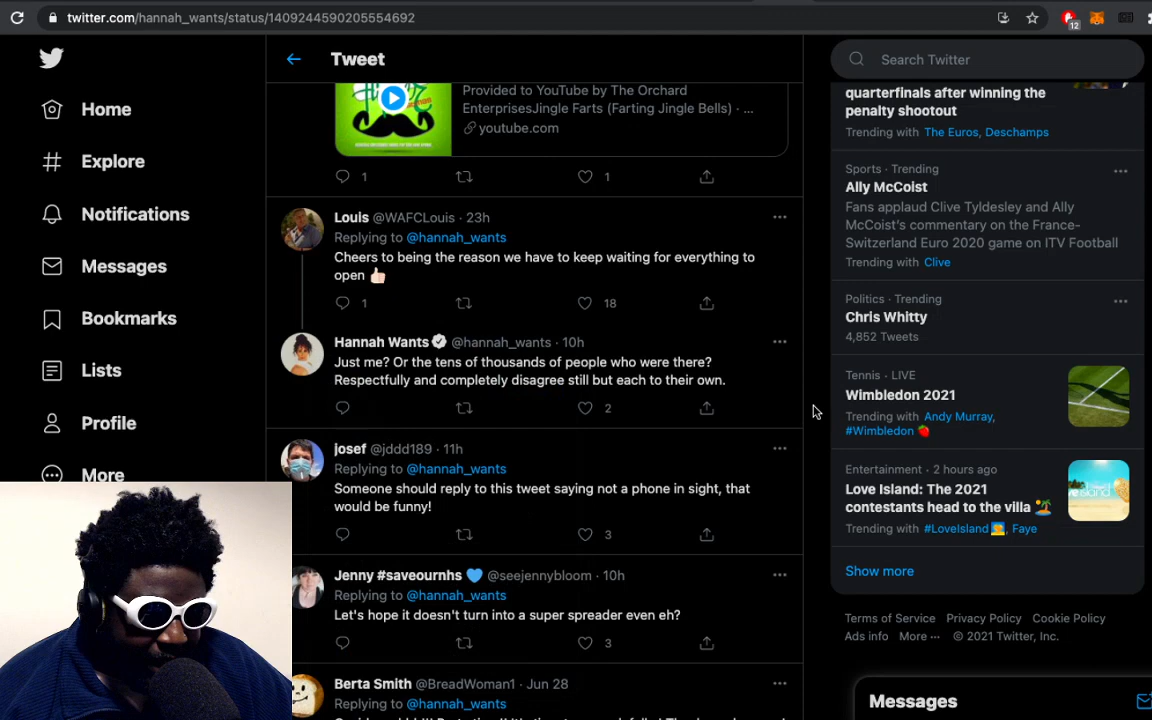 twitter.com/hannah_wants/status/1409244590205554692
12
Home
Explore
Notifications
Messages
Bookmarks
Lists
Profile
More
Tweet
Provided to YouTube by The Orchard
EnterprisesJingle Farts (Farting Jingle Bells) · ...
youtube.com
1 1
Louis @WAFCLouis · 23h
Replying to @hannah_wants
Cheers to being the reason we have to keep waiting for everything to
open 👍🏻
1 18
Hannah Wants @hannah_wants · 10h
Just me? Or the tens of thousands of people who were there?
Respectfully and completely disagree still but each to their own.
2
josef @jddd189 · 11h
Replying to @hannah_wants
Someone should reply to this tweet saying not a phone in sight, that
would be funny!
3
Jenny #saveournhs 💙 @seejennybloom · 10h
Replying to @hannah_wants
Let's hope it doesn't turn into a super spreader even eh?
3
Berta Smith @BreadWoman1 · Jun 28
Replying to @hannah_wants
Search Twitter
quarterfinals after winning the
penalty shootout
Trending with The Euros, Deschamps
Sports · Trending
Ally McCoist
Fans applaud Clive Tyldesley and Ally
McCoist's commentary on the France-
Switzerland Euro 2020 game on ITV Football
Trending with Clive
Politics · Trending
Chris Whitty
4,852 Tweets
Tennis · LIVE
Wimbledon 2021
Trending with Andy Murray,
#Wimbledon 🍓
Entertainment · 2 hours ago
Love Island: The 2021
contestants head to the villa 🏝️
Trending with #LoveIsland, Faye
Show more
Terms of Service Privacy Policy Cookie Policy
Ads info More ··· © 2021 Twitter, Inc.
Messages